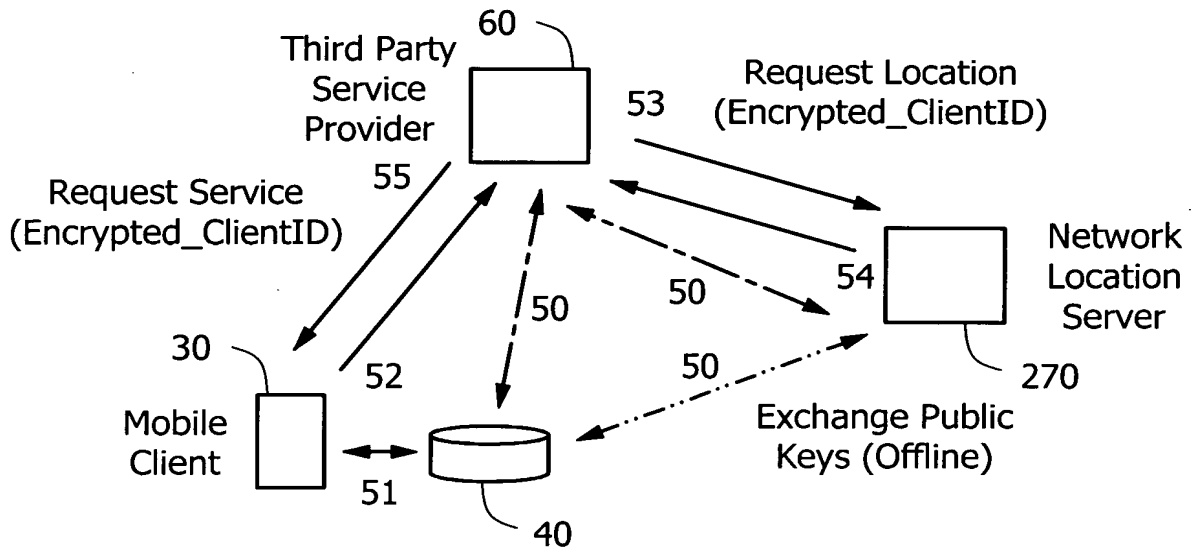 60
Third Party
Service
Provider
53
Request Location
(Encrypted_ClientID)
55
Request Service
(Encrypted_ClientID)
Network
Location
Server
54
50
50
30
52
50
270
Mobile
Client
Exchange Public
Keys (Offline)
51
40